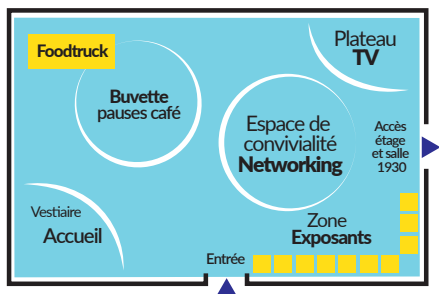 Foodtruck
Buvette
pauses café
Plateau
TV
Espace de
convivialité
Networking
Accès
étage
et salle
1930
Vestiaire
Accueil
Zone
Exposants
Entrée